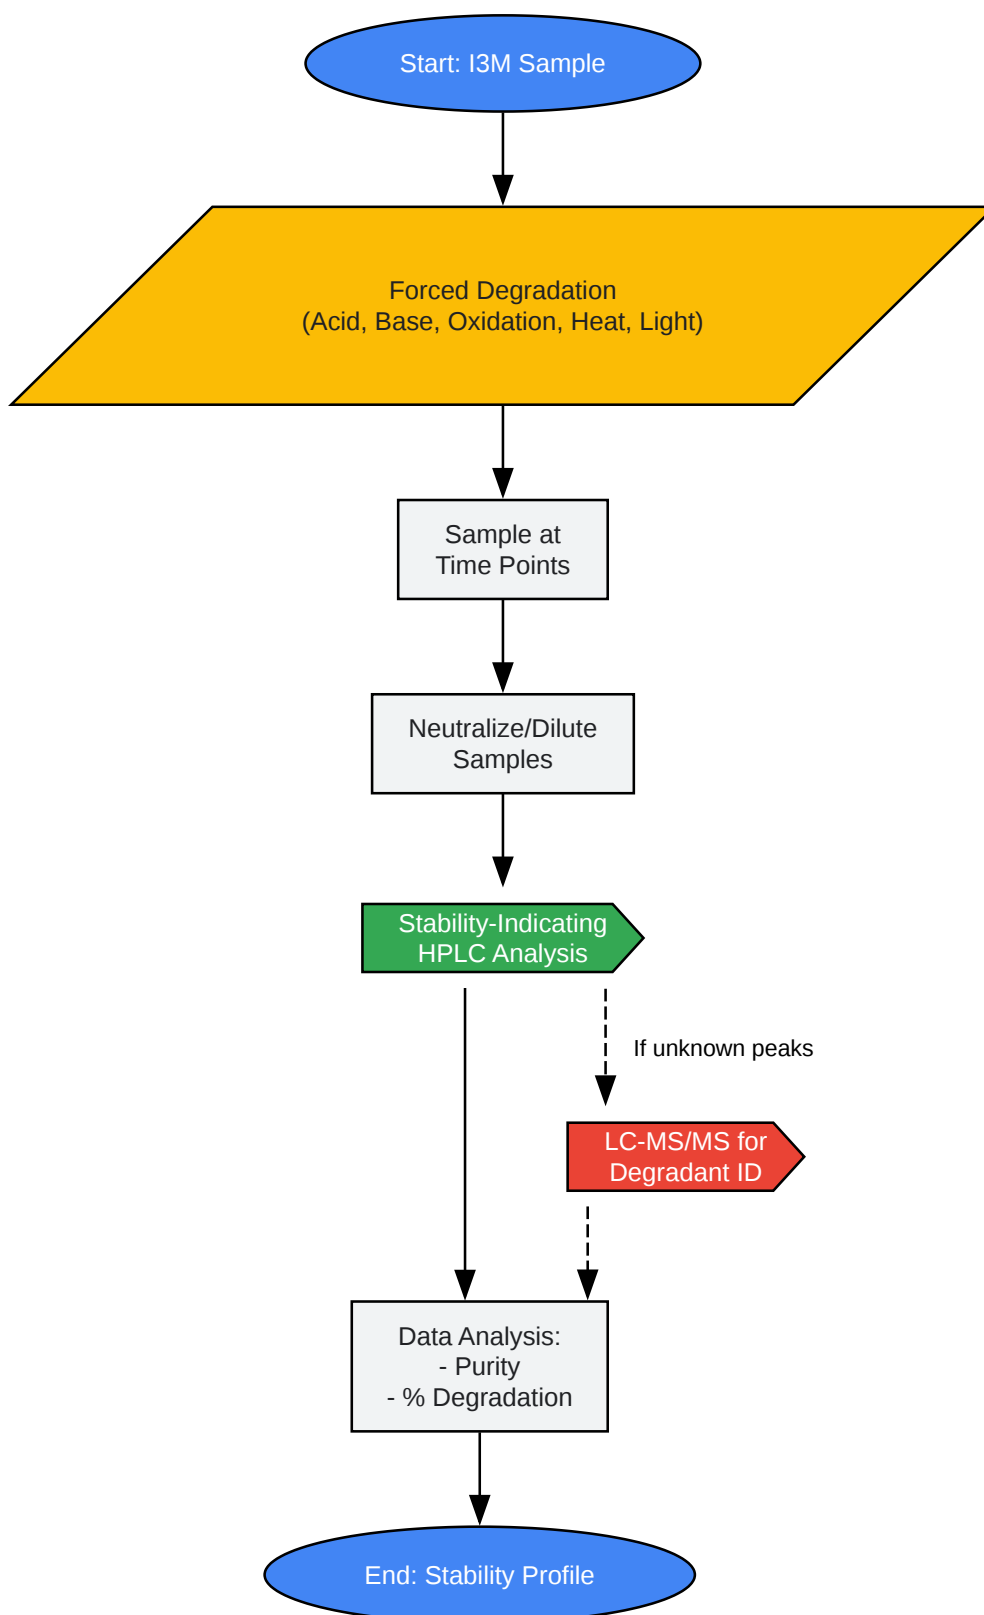 Start: I3M Sample
Forced Degradation
(Acid, Base, Oxidation, Heat, Light)
Sample at
Time Points
Neutralize/Dilute
Samples
Stability-Indicating
HPLC Analysis
If unknown peaks
LC-MS/MS for
Degradant ID
Data Analysis:
- Purity
- % Degradation
End: Stability Profile